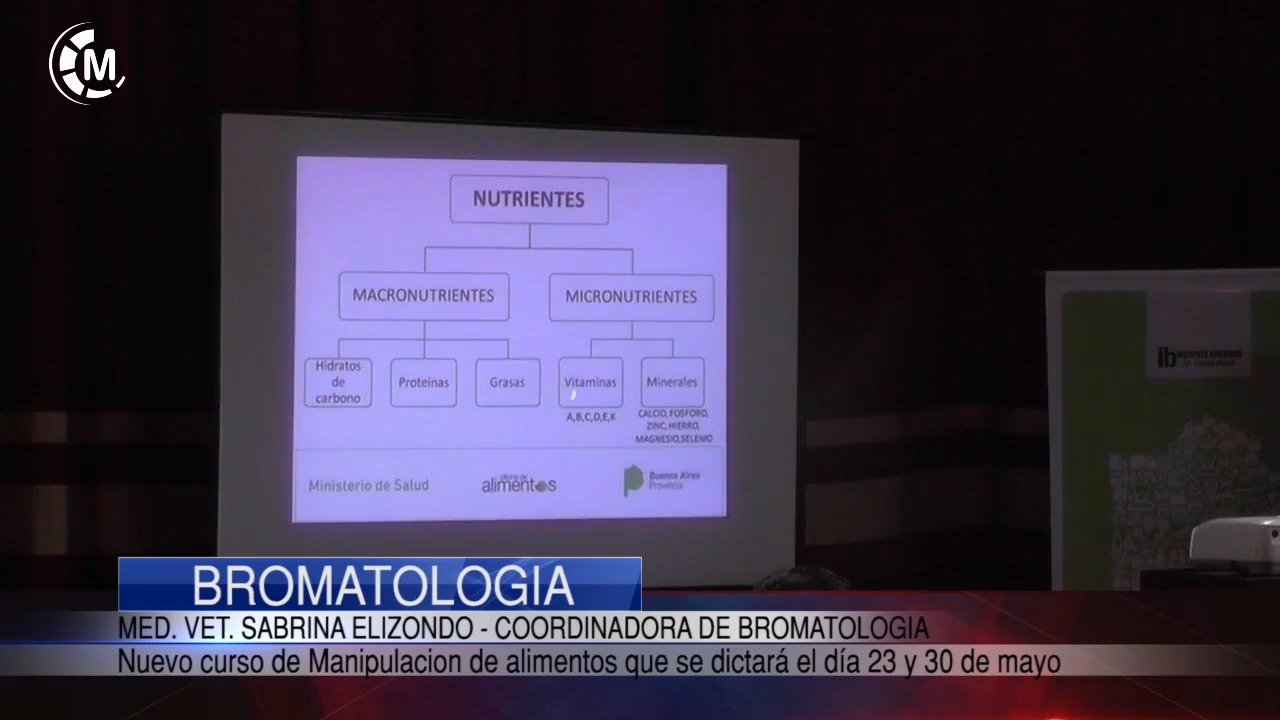 M
NUTRIENTES
MACRONUTRIENTES
MICRONUTRIENTES
Hidratos
de
carbono
Proteínas
Grasas
Vitaminas
Minerales
A,B,C,D,E,K
CALCIO, FOSFORO,
ZINC, HIERRO,
MAGNESIO,SELENIO
Ministerio de Salud
alimentos
Buenos Aires
Provincia
ib
BROMATOLOGIA
MED. VET. SABRINA ELIZONDO - COORDINADORA DE BROMATOLOGIA
Nuevo curso de Manipulacion de alimentos que se dictará el día 23 y 30 de mayo